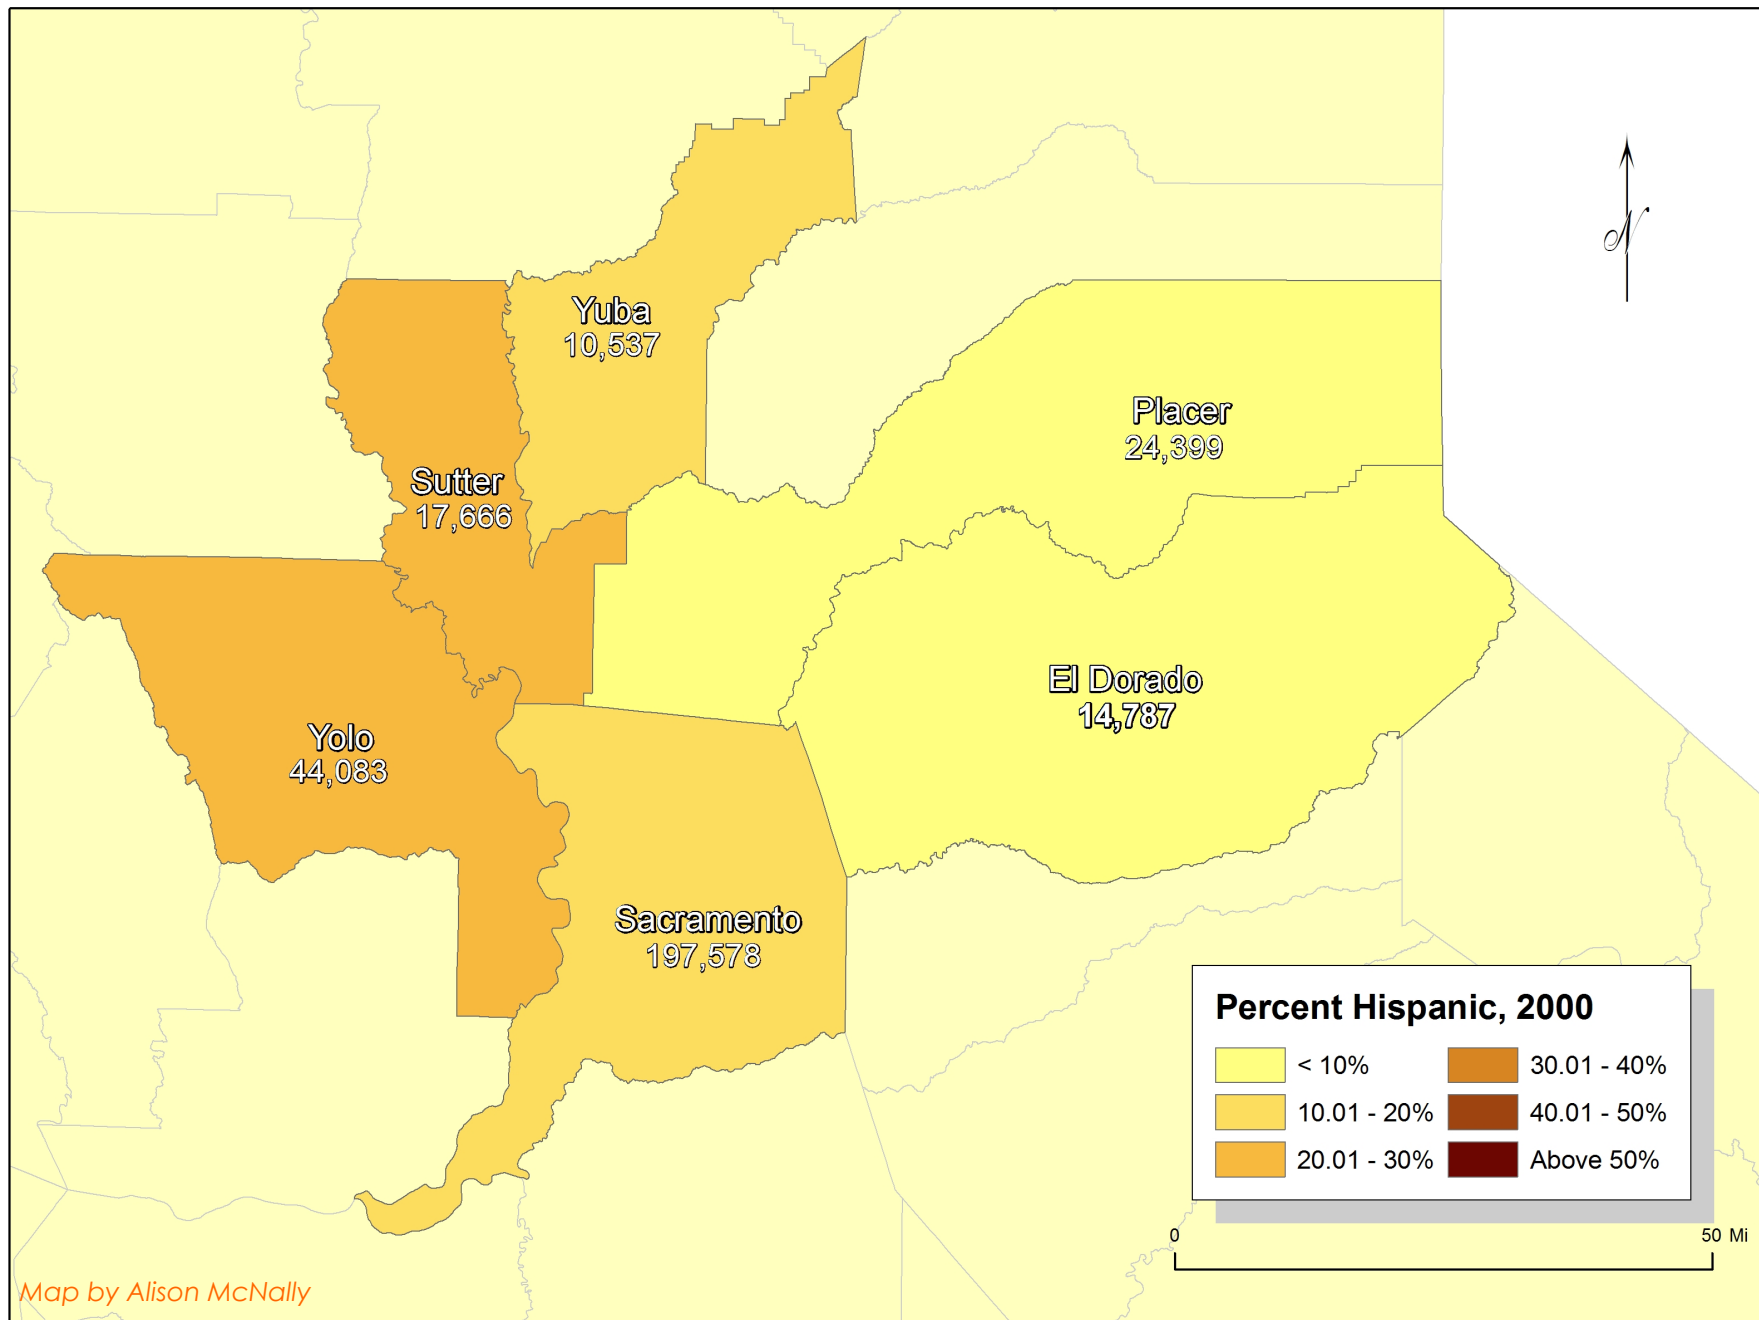 Yuba
10,537
N
Placer
24,399
Sutter
17,666
El Dorado
14,787
Yolo
44,083
Sacramento
197,578
Percent Hispanic, 2000
< 10%
10.01 - 20%
20.01 - 30%
30.01 - 40%
40.01 - 50%
Above 50%
0 50 Mi
Map by Alison McNally